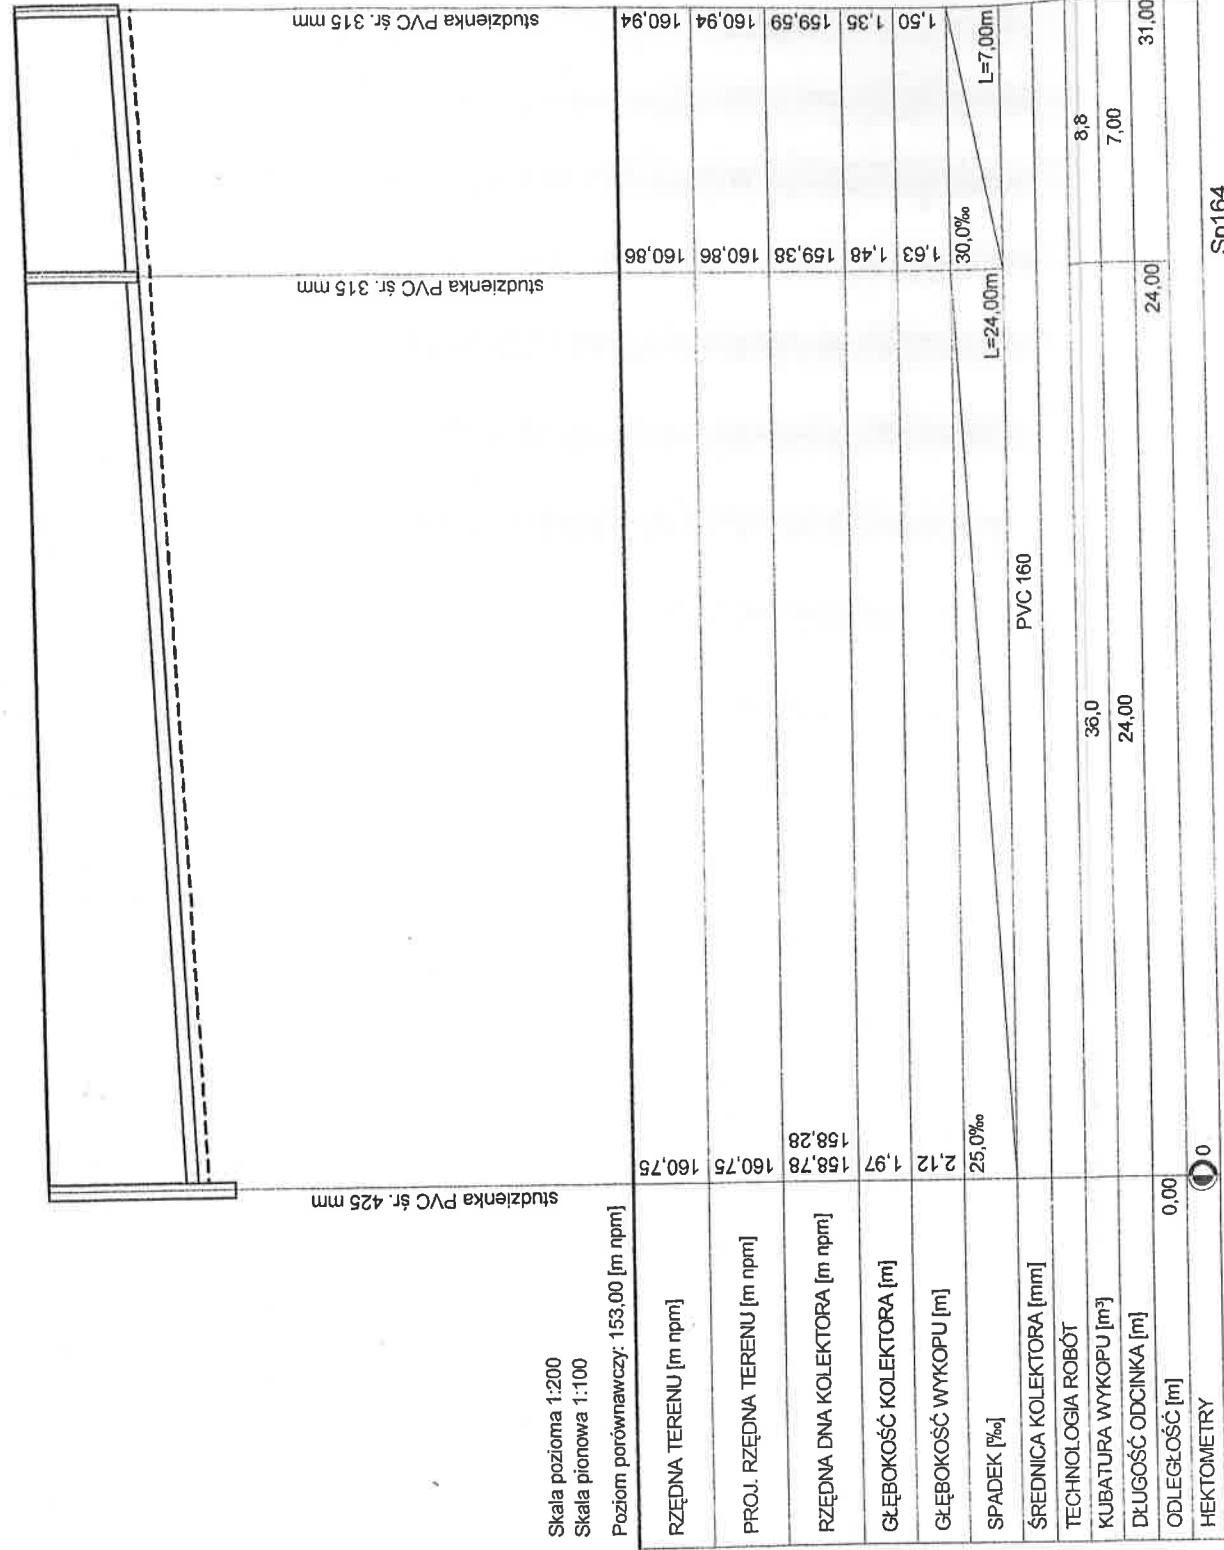 studzienka PVC śr. 425 mm
studzienka PVC śr. 315 mm
studzienka PVC śr. 315 mm
Skala pozioma 1:200
Skala pionowa 1:100
Poziom porównawczy: 153,00 [m npm]
RZĘDNA TERENU [m npm] 160,75 160,86 160,94
PROJ. RZĘDNA TERENU [m npm] 160,75 160,86 160,94
RZĘDNA DNA KOLEKTORA [m npm] 158,78 158,28 159,38 159,59
GŁĘBOKOŚĆ KOLEKTORA [m] 1,97 1,48 1,35
GŁĘBOKOŚĆ WYKOPU [m] 2,12 1,63 1,50
SPADEK [‰] 25,0‰ L=24,00m 30,0‰ L=7,00m
ŚREDNICA KOLEKTORA [mm] PVC 160
TECHNOLOGIA ROBÓT
KUBATURA WYKOPU [m³] 36,0 8,8
DŁUGOŚĆ ODCINKA [m] 24,00 7,00
ODLEGŁOŚĆ [m] 0,00 24,00 31,00
HEKTOMETRY 0
Sp164